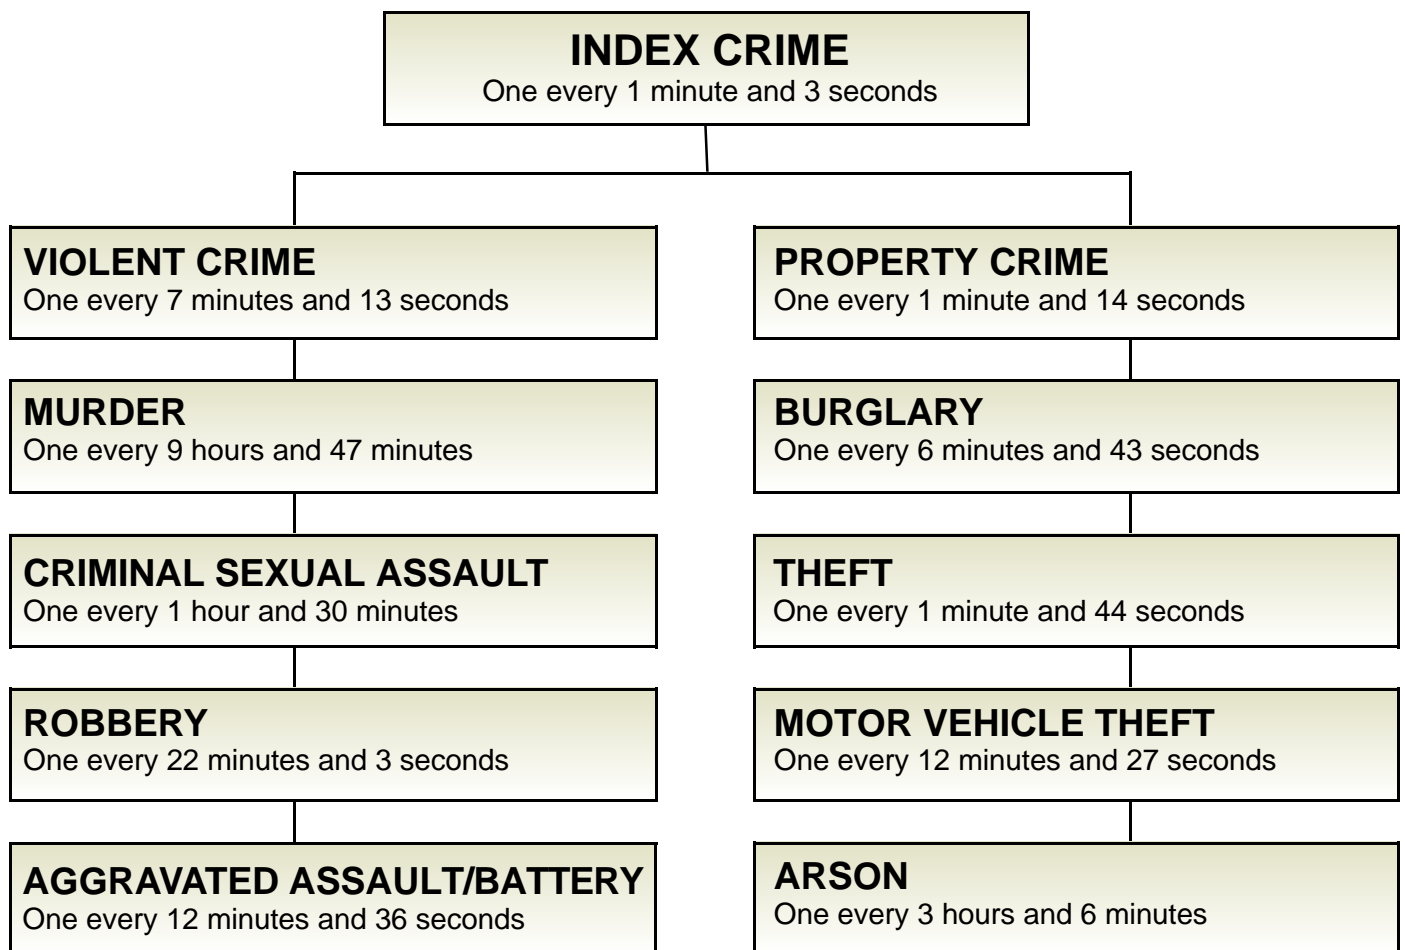 INDEX CRIME
One every 1 minute and 3 seconds
VIOLENT CRIME
One every 7 minutes and 13 seconds
MURDER
One every 9 hours and 47 minutes
CRIMINAL SEXUAL ASSAULT
One every 1 hour and 30 minutes
ROBBERY
One every 22 minutes and 3 seconds
AGGRAVATED ASSAULT/BATTERY
One every 12 minutes and 36 seconds
PROPERTY CRIME
One every 1 minute and 14 seconds
BURGLARY
One every 6 minutes and 43 seconds
THEFT
One every 1 minute and 44 seconds
MOTOR VEHICLE THEFT
One every 12 minutes and 27 seconds
ARSON
One every 3 hours and 6 minutes